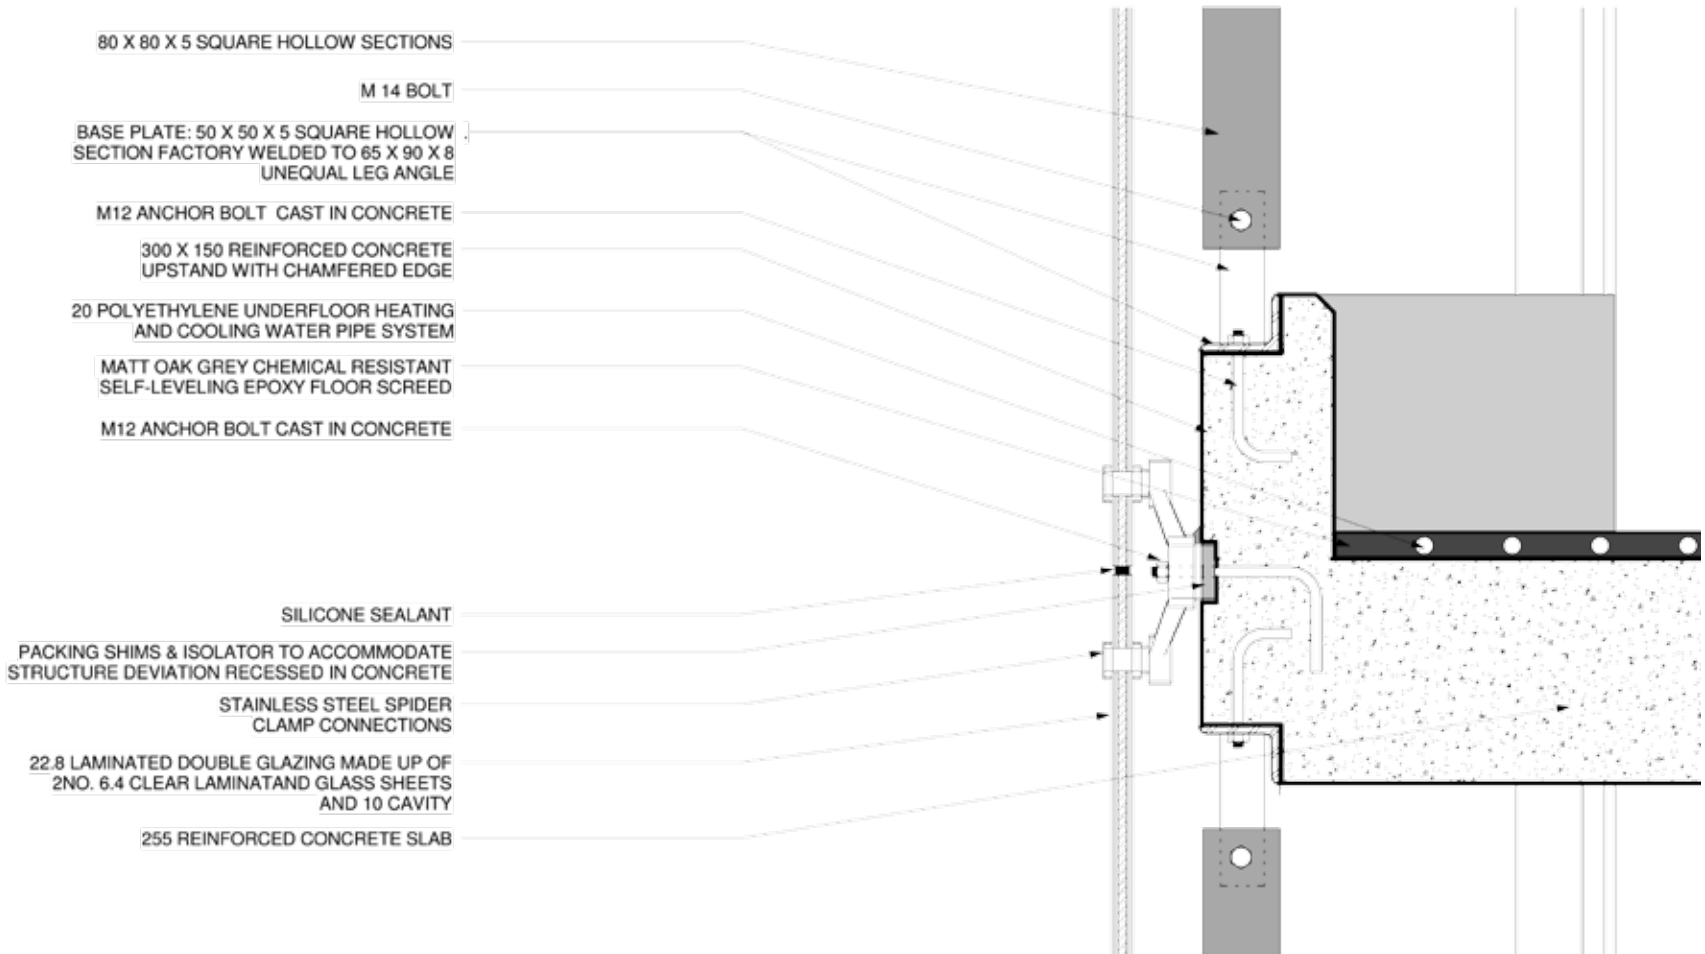 80 X 80 X 5 SQUARE HOLLOW SECTIONS
M 14 BOLT
BASE PLATE: 50 X 50 X 5 SQUARE HOLLOW
SECTION FACTORY WELDED TO 65 X 90 X 8
UNEQUAL LEG ANGLE
M12 ANCHOR BOLT CAST IN CONCRETE
300 X 150 REINFORCED CONCRETE
UPSTAND WITH CHAMFERED EDGE
20 POLYETHYLENE UNDERFLOOR HEATING
AND COOLING WATER PIPE SYSTEM
MATT OAK GREY CHEMICAL RESISTANT
SELF-LEVELING EPOXY FLOOR SCREED
M12 ANCHOR BOLT CAST IN CONCRETE
SILICONE SEALANT
PACKING SHIMS & ISOLATOR TO ACCOMMODATE
STRUCTURE DEVIATION RECESSED IN CONCRETE
STAINLESS STEEL SPIDER
CLAMP CONNECTIONS
22.8 LAMINATED DOUBLE GLAZING MADE UP OF
2NO. 6.4 CLEAR LAMINATAND GLASS SHEETS
AND 10 CAVITY
255 REINFORCED CONCRETE SLAB